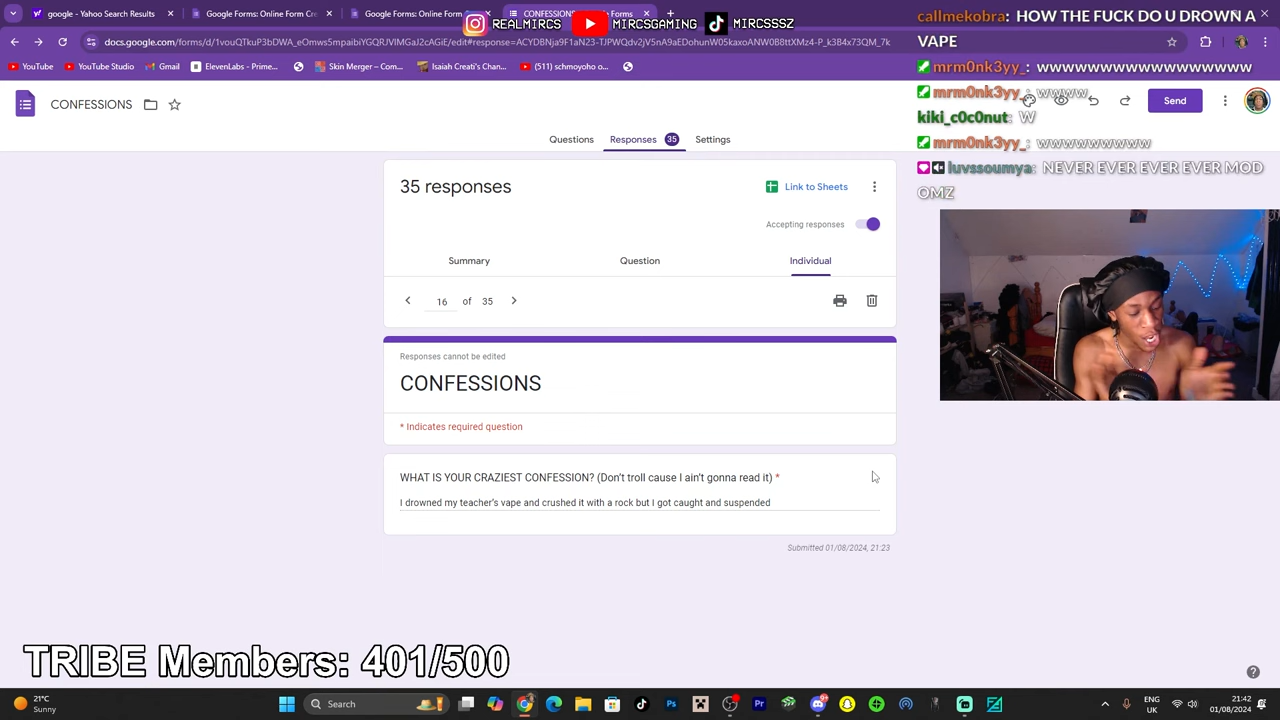 google - Yahoo Search Results
Google Forms: Online Form Cre
Google Forms: Online Form
CONFESSIONS
REALMIRCS
MIRCSGAMING
MIRCSSSZ
docs.google.com/forms/d/1vouQTkuP3bDWA_eOmws5mpaibiYGQRJVIMGaJ2cAGiE/edit#response=ACYDBNja9F1aN23-TJPWQdv2jV5nA9aEDohunW05kaxoANW0B8ttXMz4-P_k3B4x73QM_7k
YouTube
YouTube Studio
Gmail
ElevenLabs - Prime...
Skin Merger – Com...
Isaiah Creati's Chan...
(511) schmoyoho o...
callmekobra: HOW THE FUCK DO U DROWN A
VAPE
mrm0nk3yy_: wwwwwwwwwwwwwwwwww
mrm0nk3yy_: wwww
kiki_c0c0nut: W
mrm0nk3yy_: wwwwwwwww
luvssoumya: NEVER EVER EVER EVER MOD
OMZ
CONFESSIONS
Send
Questions
Responses 35
Settings
35 responses
Link to Sheets
Accepting responses
Summary
Question
Individual
16 of 35
Responses cannot be edited
CONFESSIONS
* Indicates required question
WHAT IS YOUR CRAZIEST CONFESSION? (Don't troll cause I ain't gonna read it) *
I drowned my teacher's vape and crushed it with a rock but I got caught and suspended
Submitted 01/08/2024, 21:23
TRIBE Members: 401/500
21°C
Sunny
Search
ENG
UK
21:42
01/08/2024